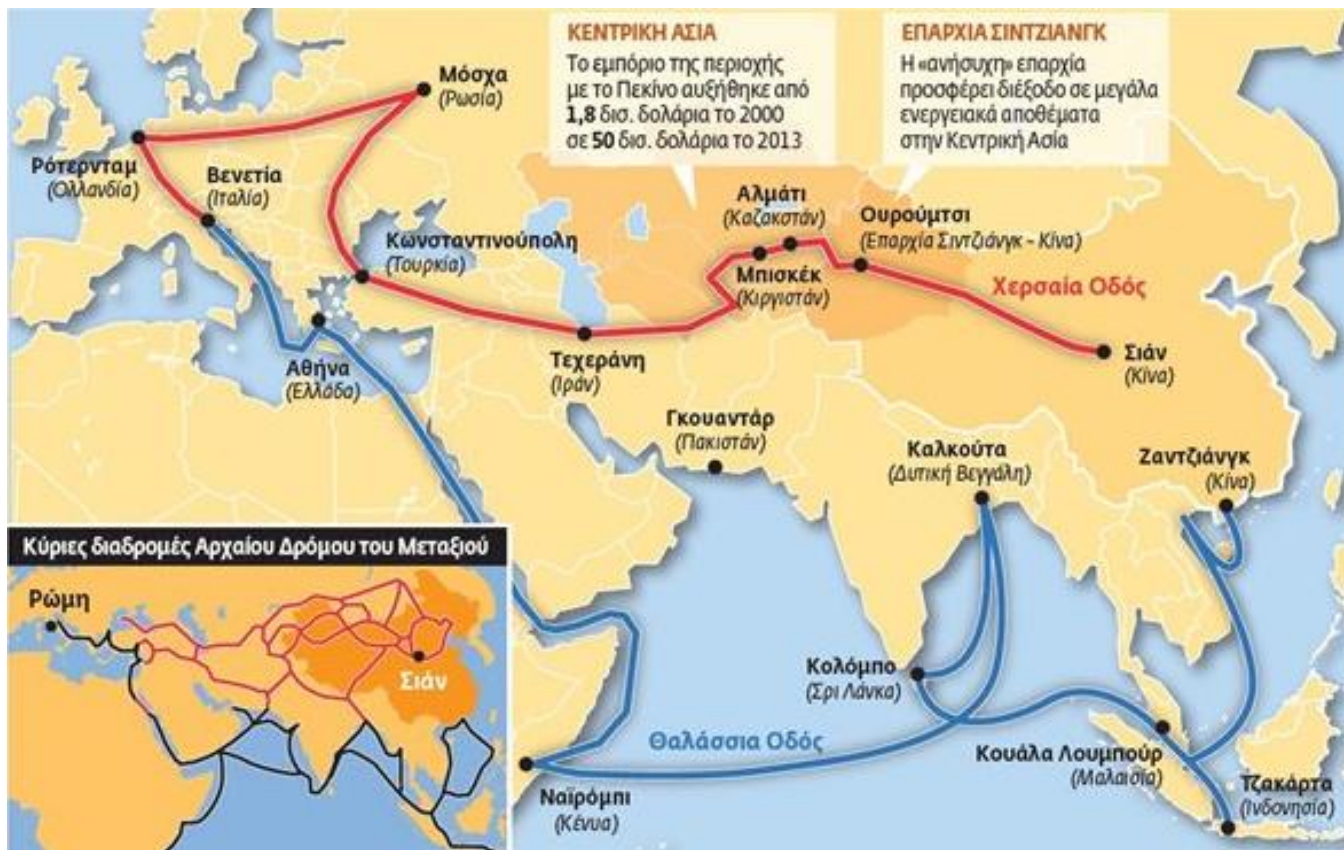 ΚΕΝΤΡΙΚΗ ΑΣΙΑ
Το εμπόριο της περιοχής
με το Πεκίνο αυξήθηκε από
1,8 δισ. δολάρια το 2000
σε 50 δισ. δολάρια το 2013
ΕΠΑΡΧΙΑ ΣΙΝΤΖΙΑΝΓΚ
Η «ανήσυχη» επαρχία
προσφέρει διέξοδο σε μεγάλα
ενεργειακά αποθέματα
στην Κεντρική Ασία
Μόσχα
(Ρωσία)
Ρότερνταμ
(Ολλανδία)
Βενετία
(Ιταλία)
Κωνσταντινούπολη
(Τουρκία)
Αλμάτι
(Καζακστάν)
Ουρούμτσι
(Επαρχία Σιντζιάνγκ - Κίνα)
Μπισκέκ
(Κιργιστάν)
Χερσαία Οδός
Αθήνα
(Ελλάδα)
Τεχεράνη
(Ιράν)
Σιάν
(Κίνα)
Γκουαντάρ
(Πακιστάν)
Καλκούτα
(Δυτική Βεγγάλη)
Ζαντζιάνγκ
(Κίνα)
Κύριες διαδρομές Αρχαίου Δρόμου του Μεταξιού
Ρώμη
Σιάν
Κολόμπο
(Σρι Λάνκα)
Θαλάσσια Οδός
Κουάλα Λουμπούρ
(Μαλαισία)
Τζακάρτα
(Ινδονησία)
Ναϊρόμπι
(Κένυα)